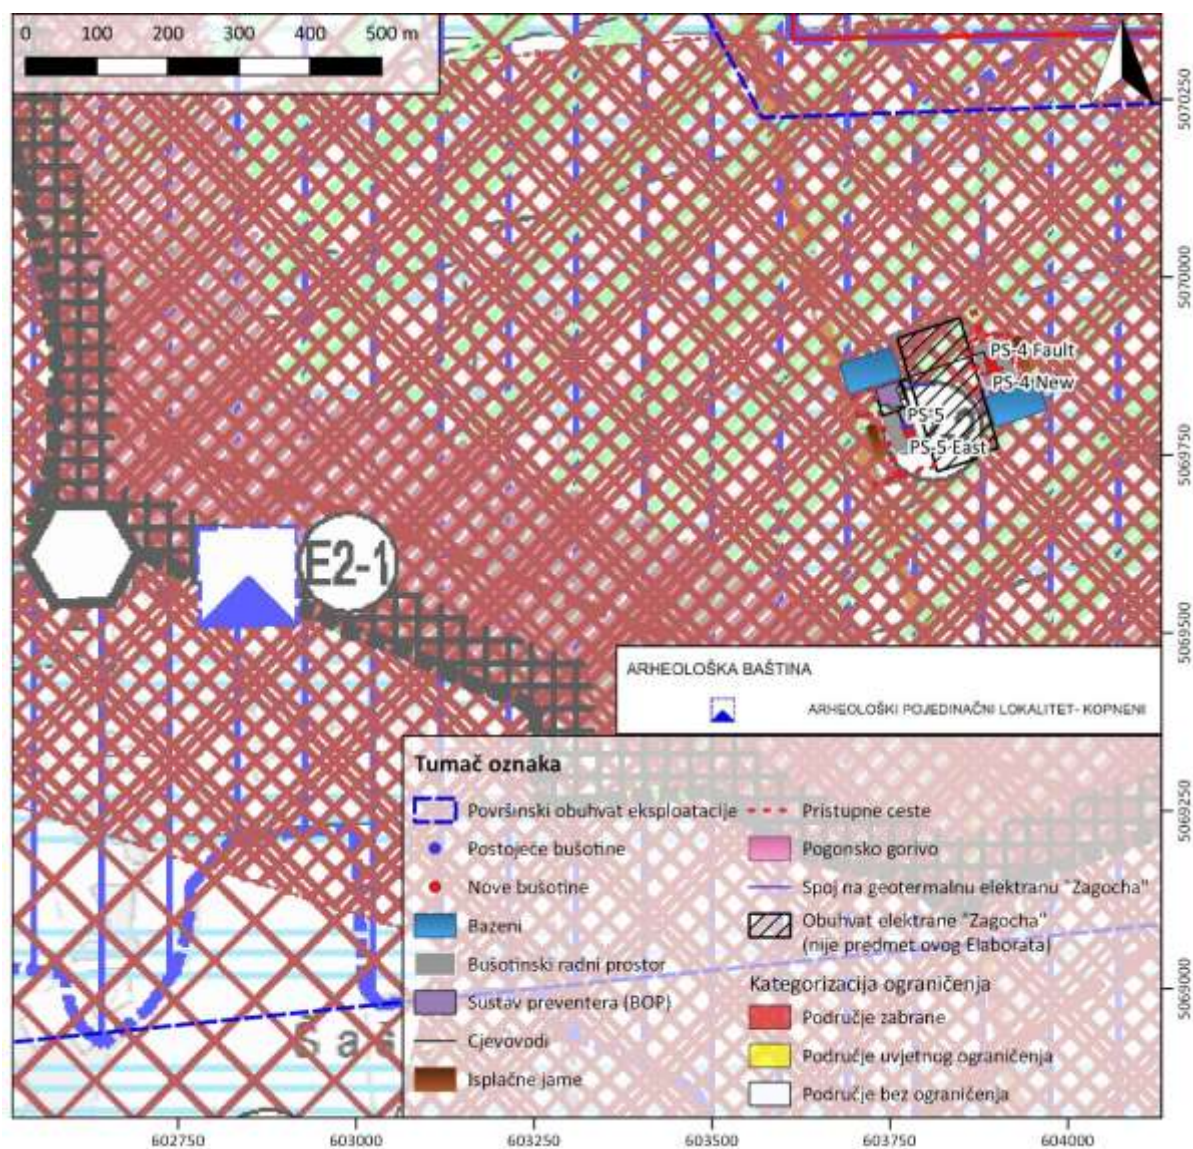 0 100 200 300 400 500 m
5070250
5070000
PS-4 Fault
PS-4 New
PS-5
PS-5 East
5069750
E2-1
5069500
ARHEOLOŠKA BAŠTINA
ARHEOLOŠKI POJEDINAČNI LOKALITET- KOPNENI
Tumač oznaka
Površinski obuhvat eksploatacije
Postojeće bušotine
Nove bušotine
Bazeni
Bušotinski radni prostor
Sustav preventera (BOP)
Cjevovodi
Isplačne jame
Pristupne ceste
Pogonsko gorivo
Spoj na geotermalnu elektranu "Zagocha"
Obuhvat elektrane "Zagocha"
(nije predmet ovog Elaborata)
Kategorizacija ograničenja
Područje zabrane
Područje uvjetnog ograničenja
Područje bez ograničenja
5069250
5069000
602750 603000 603250 603500 603750 604000